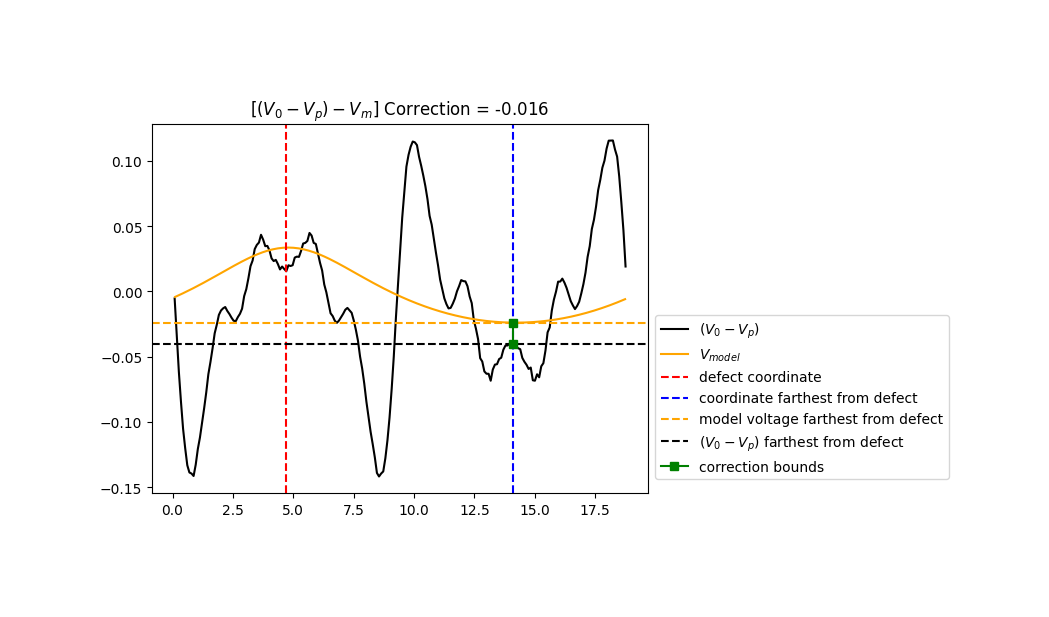 [(V₀ − Vₚ) − Vₘ] Correction = -0.016
0.10
0.05
0.00
−0.05
−0.10
−0.15
0.0 2.5 5.0 7.5 10.0 12.5 15.0 17.5
(V₀ − Vₚ)
V_model
defect coordinate
coordinate farthest from defect
model voltage farthest from defect
(V₀ − Vₚ) farthest from defect
correction bounds